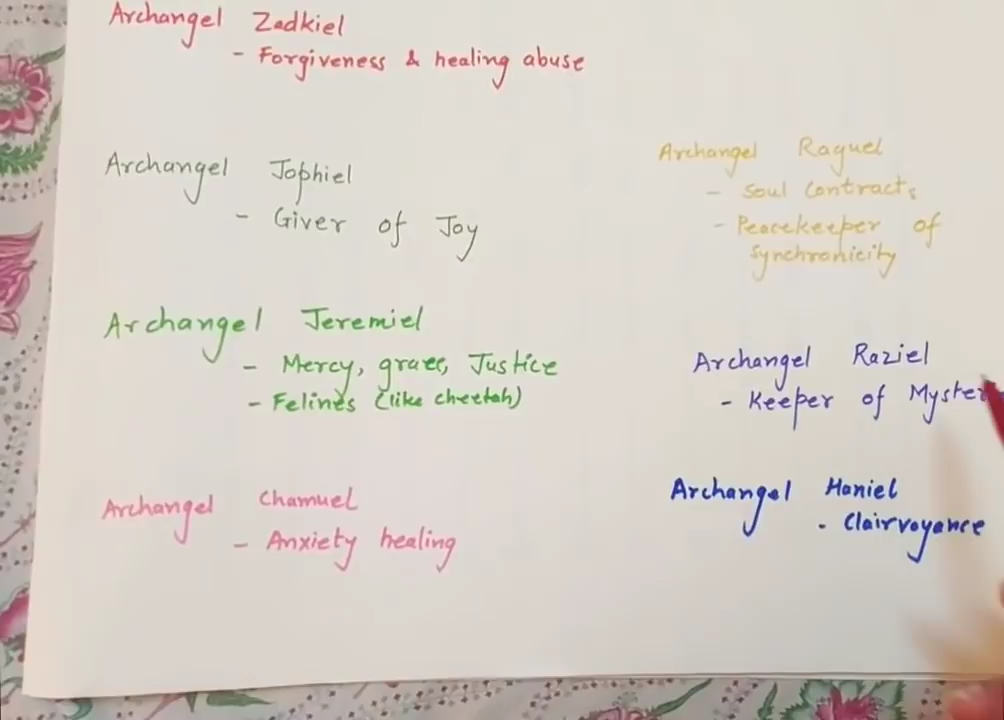 Archangel Zadkiel
- Forgiveness & healing abuse
Archangel Jophiel
- Giver of Joy
Archangel Jeremiel
- Mercy, grace, Justice
- Felines (like cheetah)
Archangel Chamuel
- Anxiety healing
Archangel Raguel
- Soul Contracts
- Peacekeeper of
Synchronicity
Archangel Raziel
- Keeper of
Archangel Haniel
- Clairvoyance